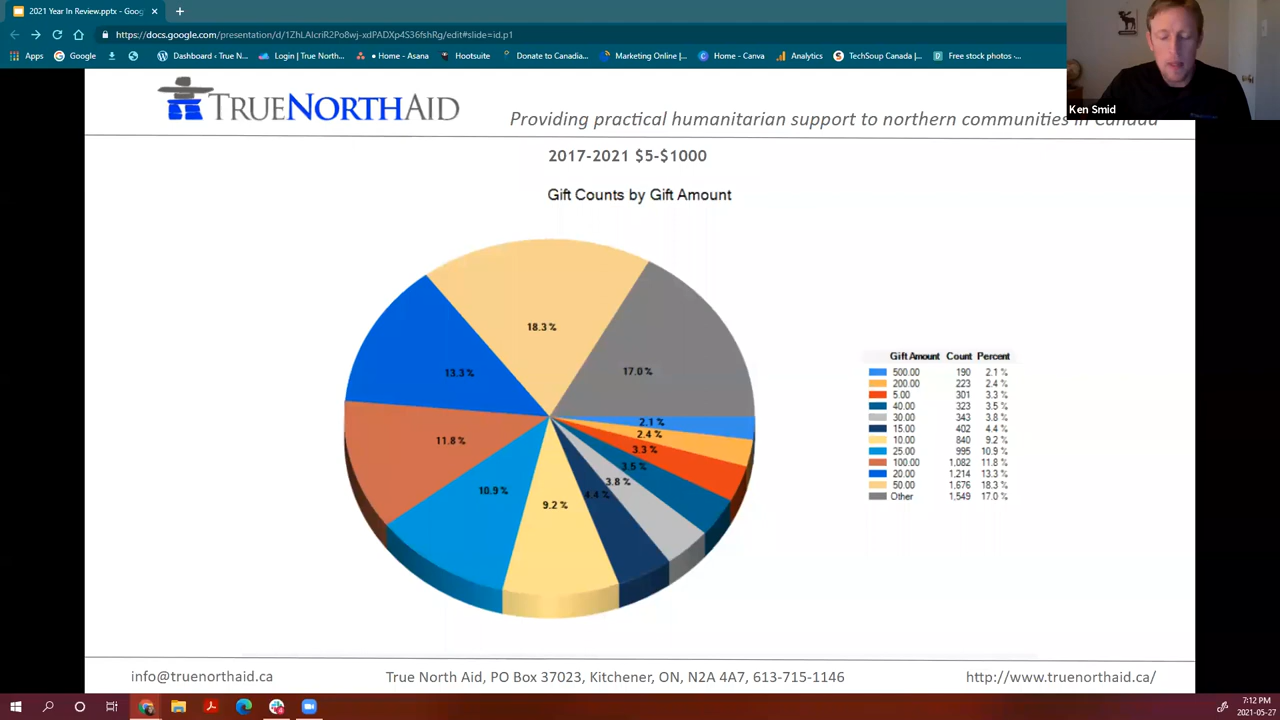 2021 Year In Review.pptx - Goog
https://docs.google.com/presentation/d/1ZhLAlcriR2Po8wj-xdPADXp4S36fshRg/edit#slide=id.p1
Apps Google Dashboard ‹ True N... Login | True North... • Home - Asana Hootsuite Donate to Canada... Marketing Online |... Home - Canva Analytics TechSoup Canada |... Free stock photos -...
Ken Smid
TRUENORTHAID
Providing practical humanitarian support to northern communities in Canada
2017-2021 $5-$1000
Gift Counts by Gift Amount
18.3 %
17.0 %
13.3 %
11.8 %
10.9 %
9.2 %
4.4 %
3.8 %
3.5 %
3.3 %
2.4 %
2.1 %
Gift Amount Count Percent
500.00 190 2.1 %
200.00 223 2.4 %
5.00 301 3.3 %
40.00 323 3.5 %
30.00 343 3.8 %
15.00 402 4.4 %
10.00 840 9.2 %
25.00 995 10.9 %
100.00 1,082 11.8 %
20.00 1,214 13.3 %
50.00 1,676 18.3 %
Other 1,549 17.0 %
info@truenorthaid.ca
True North Aid, PO Box 37023, Kitchener, ON, N2A 4A7, 613-715-1146
http://www.truenorthaid.ca/
7:12 PM
2021-05-27